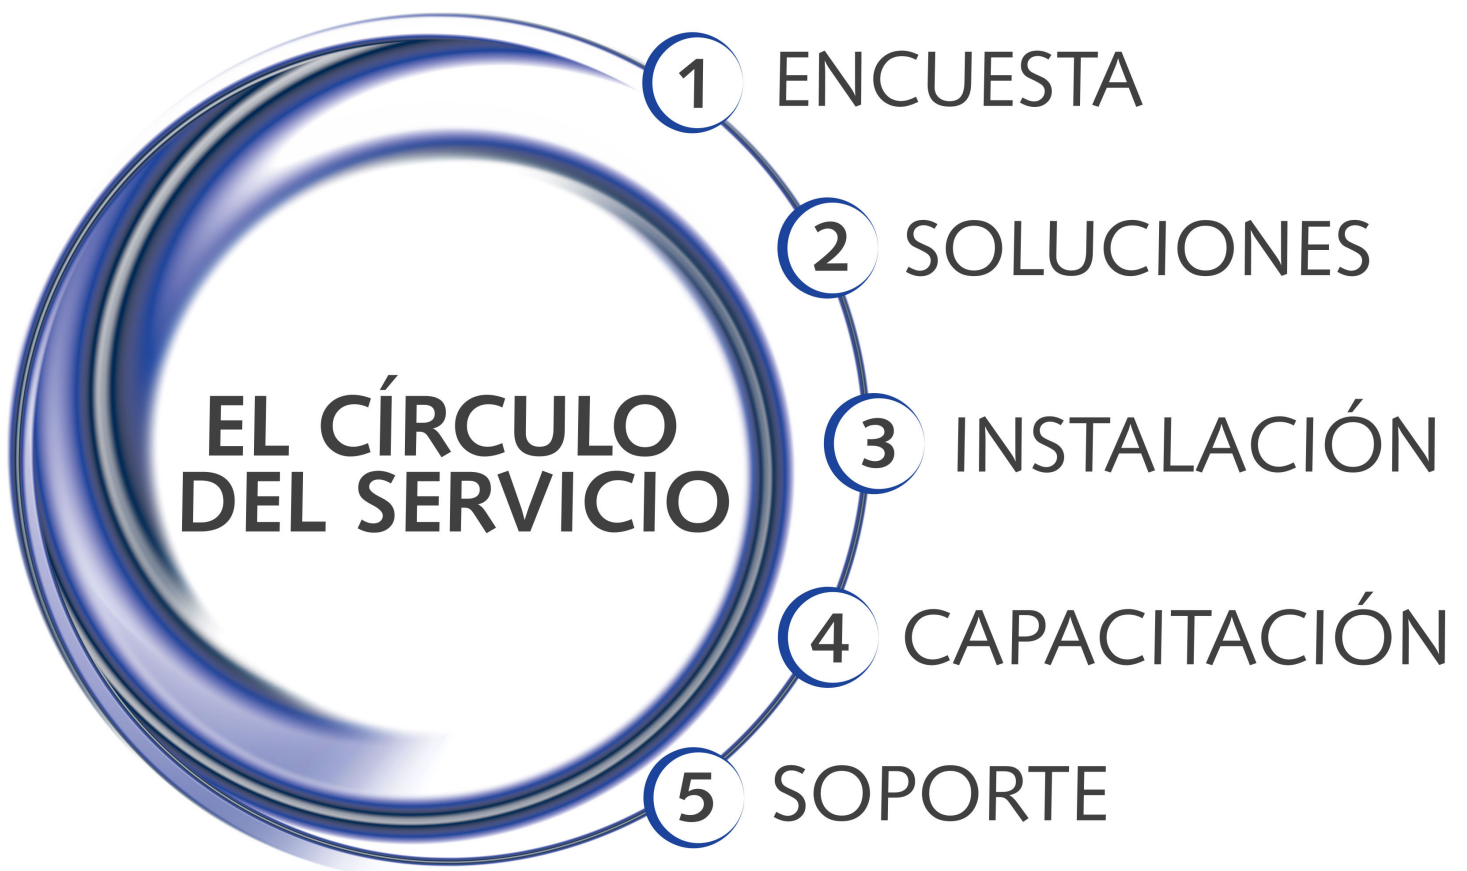 EL CÍRCULO
DEL SERVICIO
1 ENCUESTA
2 SOLUCIONES
3 INSTALACIÓN
4 CAPACITACIÓN
5 SOPORTE